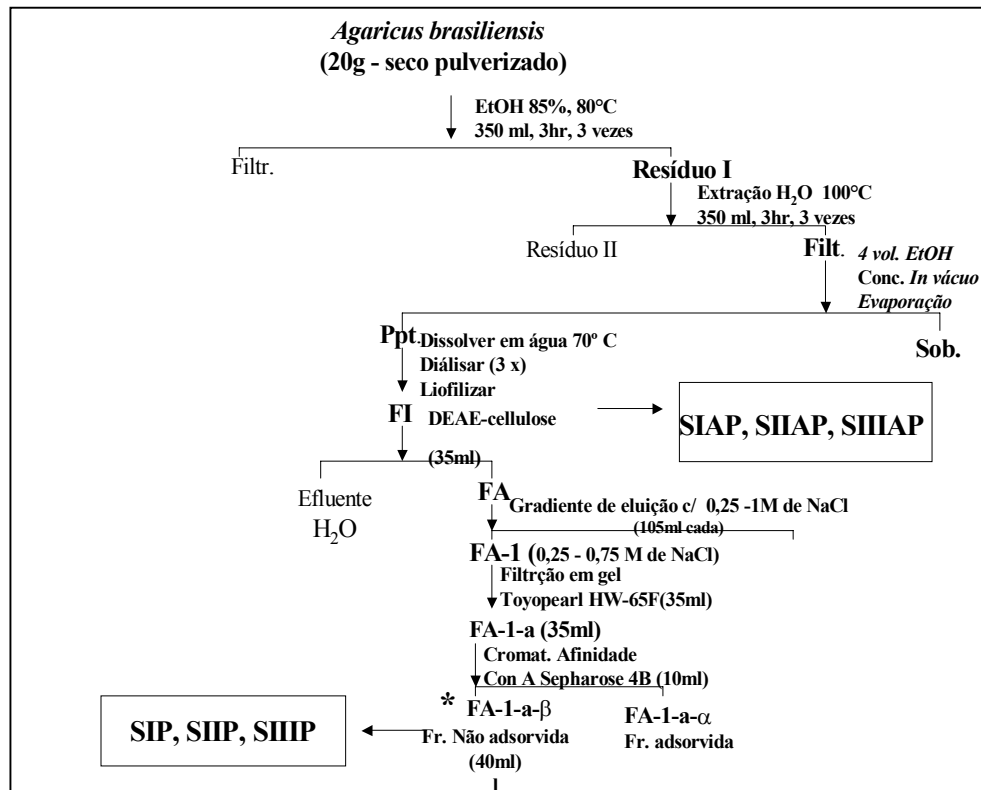 Agaricus brasiliensis
(20g - seco pulverizado)
EtOH 85%, 80°C
350 ml, 3hr, 3 vezes
Filtr.
Resíduo I
Extração H₂O 100°C
350 ml, 3hr, 3 vezes
Resíduo II
Filt.
4 vol. EtOH
Conc. In vácuo
Evaporação
Ppt.
Dissolver em água 70º C
Diálisar (3 x)
Liofilizar
Sob.
FI
DEAE-cellulose
(35ml)
SIAP, SIIAP, SIIIAP
Efluente
H₂O
FA
Gradiente de eluição c/ 0,25 -1M de NaCl
(105ml cada)
FA-1 (0,25 - 0,75 M de NaCl)
Filtrção em gel
Toyopearl HW-65F(35ml)
FA-1-a (35ml)
Cromat. Afinidade
Con A Sepharose 4B (10ml)
* FA-1-a-β
Fr. Não adsorvida
(40ml)
FA-1-a-α
Fr. adsorvida
SIP, SIIP, SIIIP